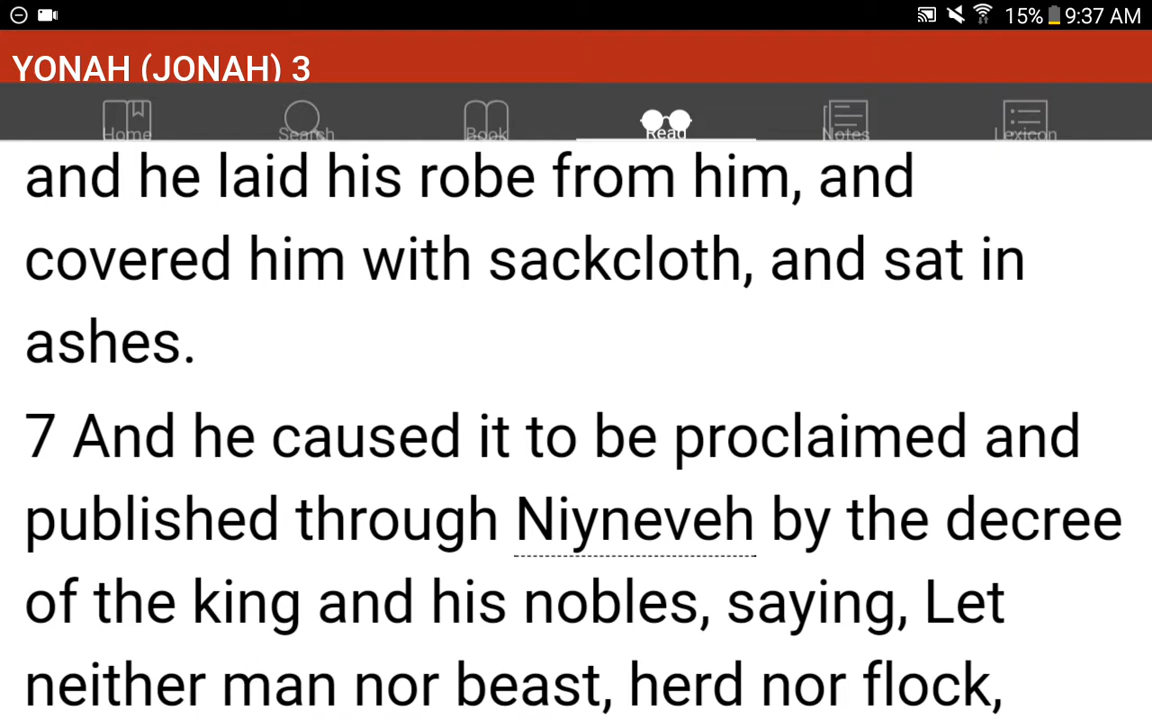 15% 9:37 AM
YONAH (JONAH) 3
Home Search Book Read Notes Lexicon
and he laid his robe from him, and
covered him with sackcloth, and sat in
ashes.
7 And he caused it to be proclaimed and
published through Niyneveh by the decree
of the king and his nobles, saying, Let
neither man nor beast, herd nor flock,